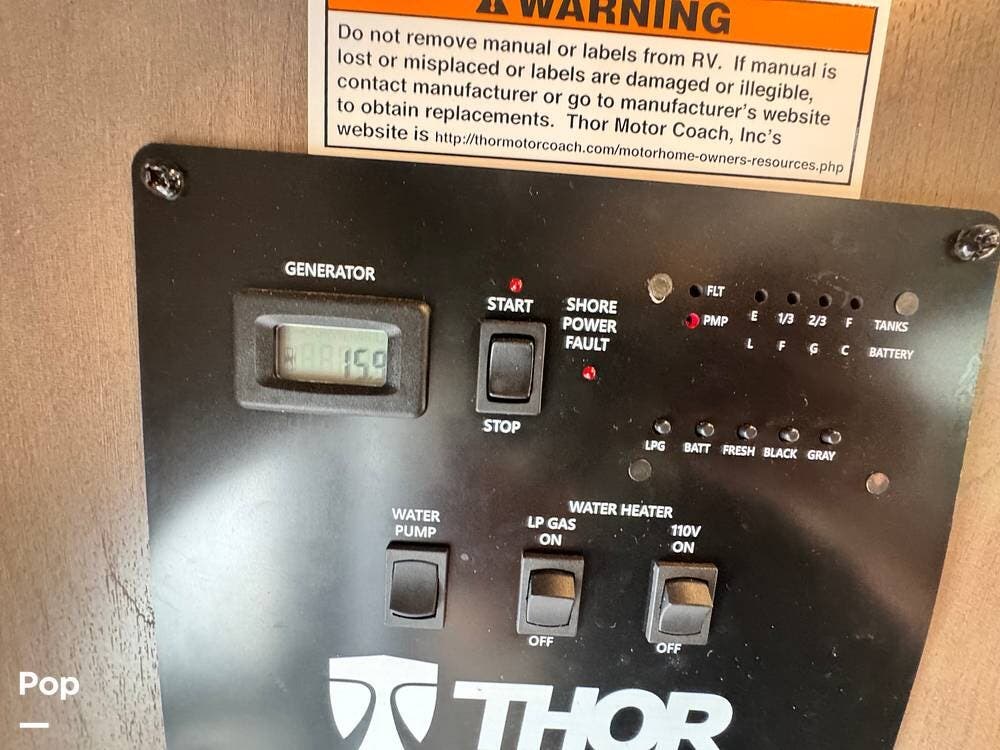 WARNING
Do not remove manual or labels from RV. If manual is
lost or misplaced or labels are damaged or illegible,
contact manufacturer or go to manufacturer's website
to obtain replacements. Thor Motor Coach, Inc's
website is http://thormotorcoach.com/motorhome-owners-resources.php
GENERATOR
159
START
STOP
SHORE
POWER
FAULT
FLT
PMP
E 1/3 2/3 F TANKS
L F G C BATTERY
LPG BATT FRESH BLACK GRAY
WATER
PUMP
WATER HEATER
LP GAS
ON
OFF
110V
ON
OFF
THOR
Pop